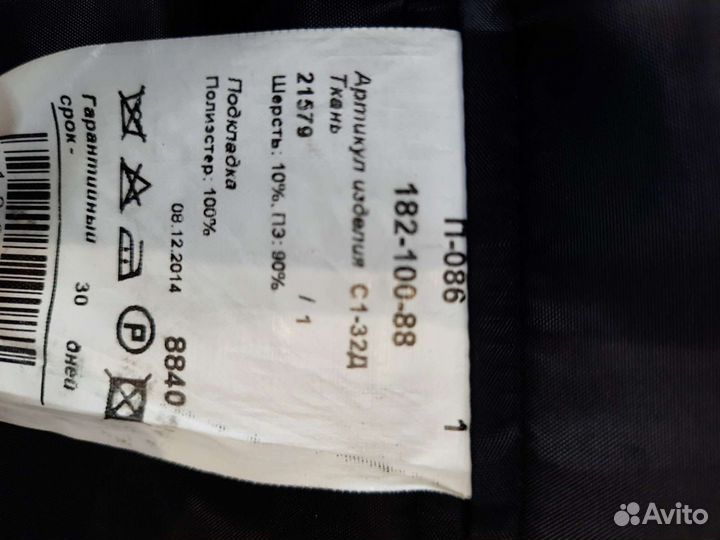 П-086 1
182-100-88
Артикул изделия С1-32Д
Ткань
21579 / 1
Шерсть: 10%, ПЭ: 90%
Подкладка
Полиэстер: 100%
08.12.2014 8840
P
Гарантийный 30 дней
срок-
Avito